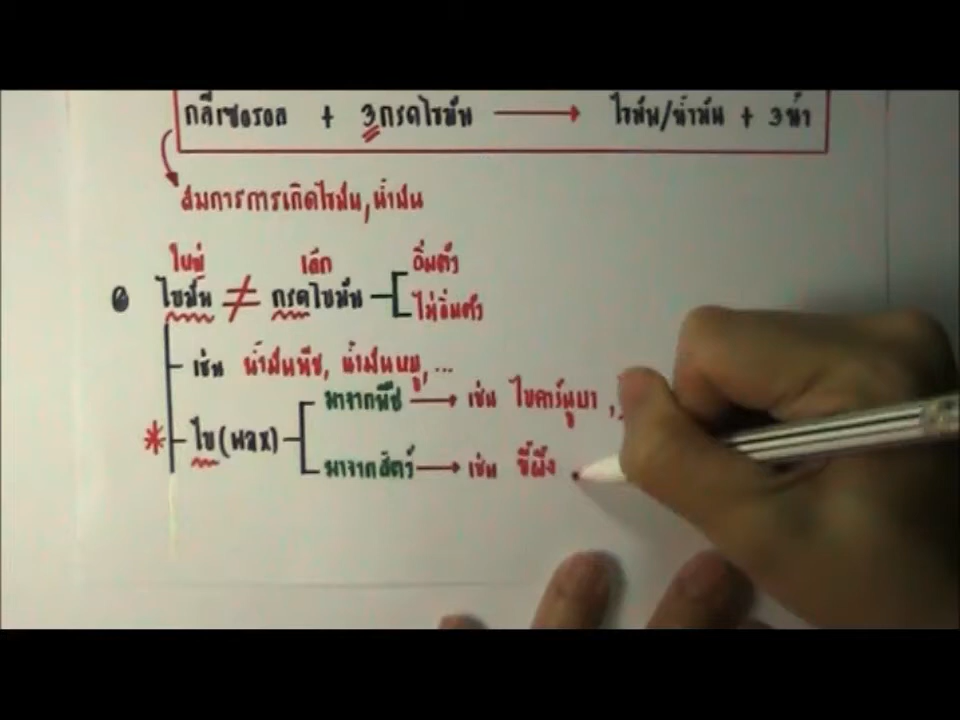 กลีเซอรอล + 3กรดไขมัน → ไขมัน/น้ำมัน + 3น้ำ
สมการการเกิดไขมัน,น้ำมัน
ใหญ่ เล็ก อิ่มตัว
ไขมัน ≠ กรดไขมัน ไม่อิ่มตัว
เช่น น้ำมันพืช, น้ำมันหมู, ...
มาจากพืช → เช่น ไขคาร์นูบา ,
* ไข (wax)
มาจากสัตว์ → เช่น ขี้ผึ้ง